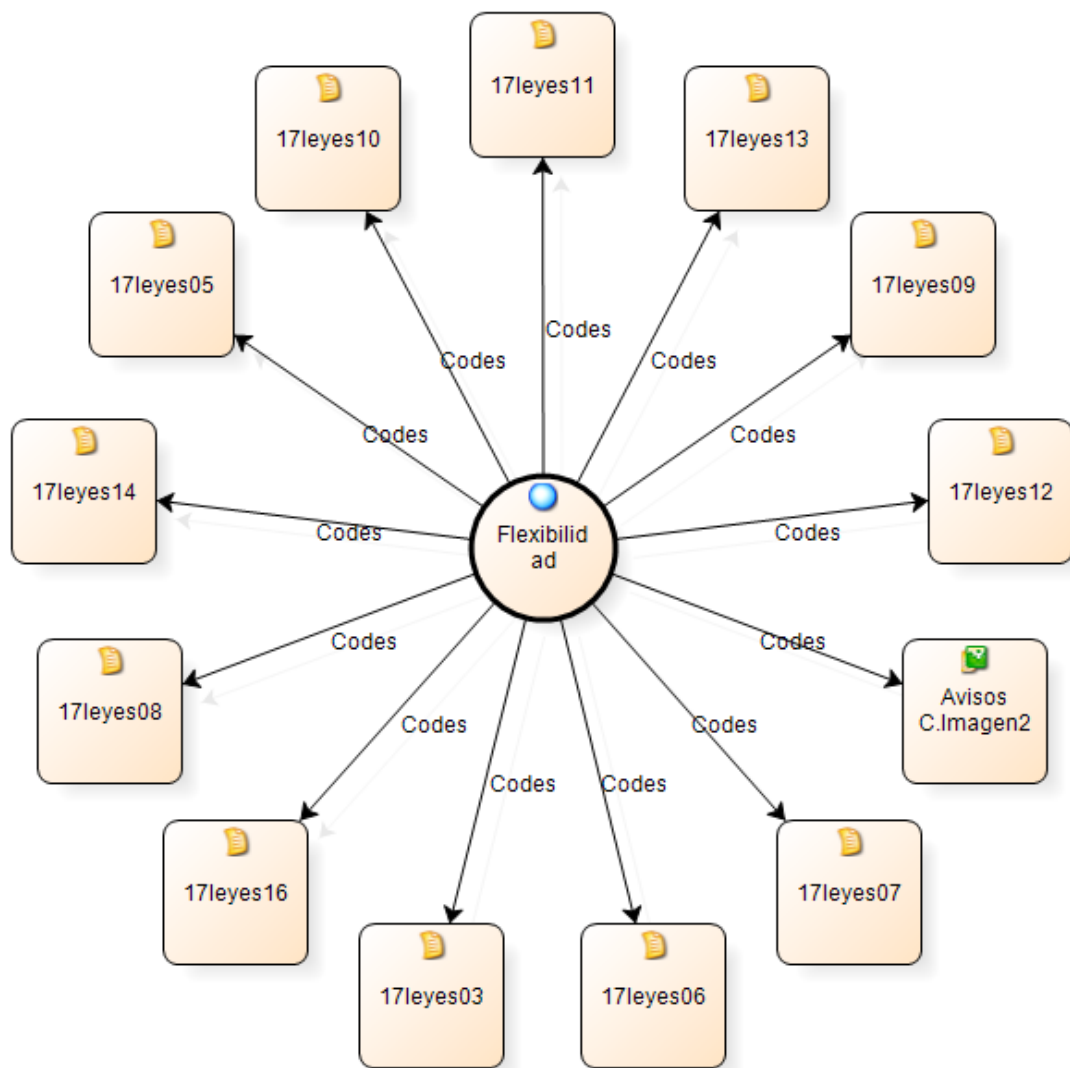 17leyes11
17leyes10
17leyes13
17leyes05
17leyes09
Codes
Codes
Codes
Codes
Codes
17leyes14
17leyes12
Codes
Flexibilid
ad
Codes
Codes
Codes
17leyes08
Avisos
C.Imagen2
Codes
Codes
Codes
Codes
17leyes16
17leyes07
17leyes03
17leyes06